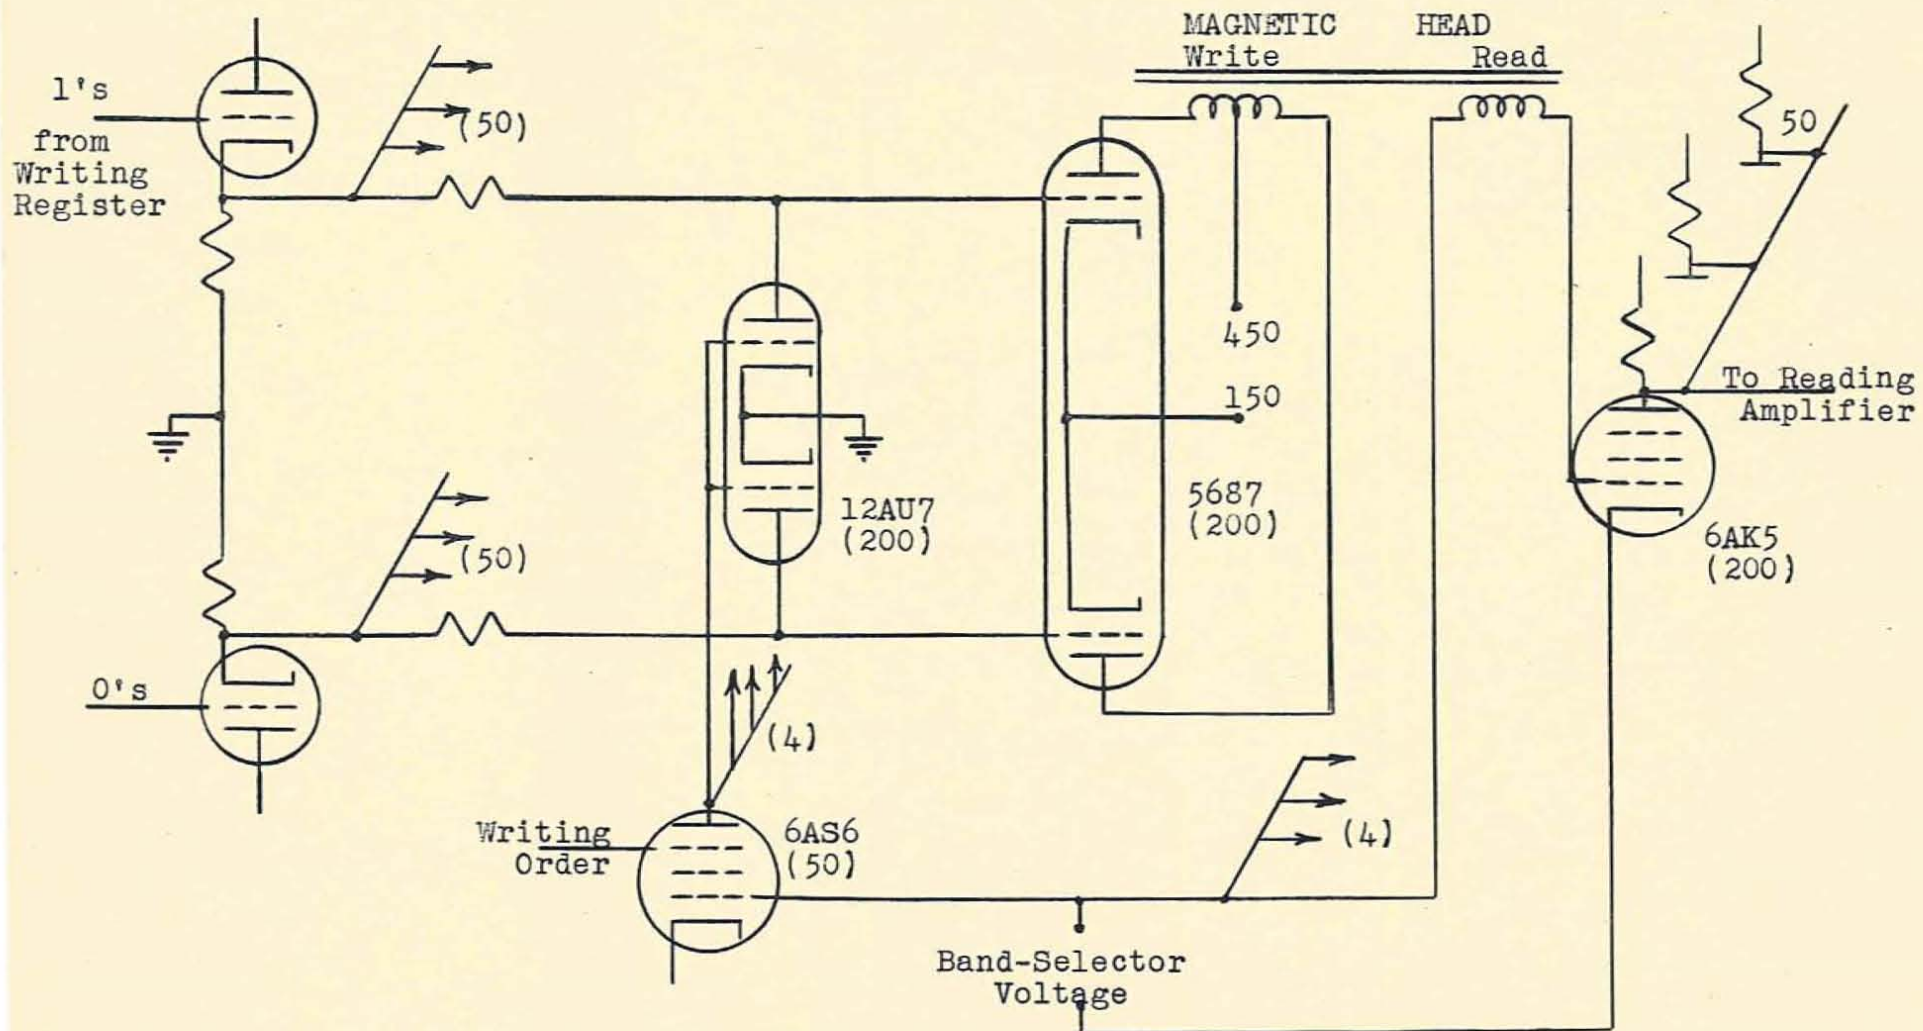 MAGNETIC HEAD
Write Read
1's
from
Writing
Register
(50)
50
450
150
To Reading
Amplifier
12AU7
(200)
5687
(200)
6AK5
(200)
(50)
0's
(4)
Writing
Order
6AS6
(50)
(4)
Band-Selector
Voltage